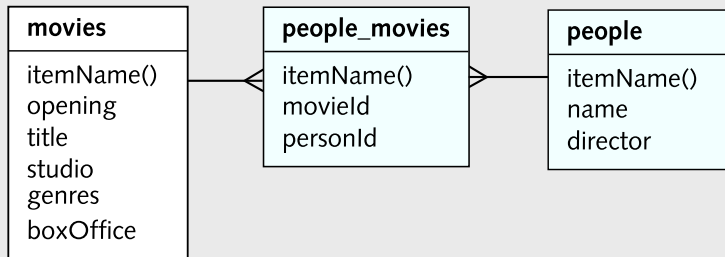 movies
itemName()
opening
title
studio
genres
boxOffice
people_movies
itemName()
movieId
personId
people
itemName()
name
director